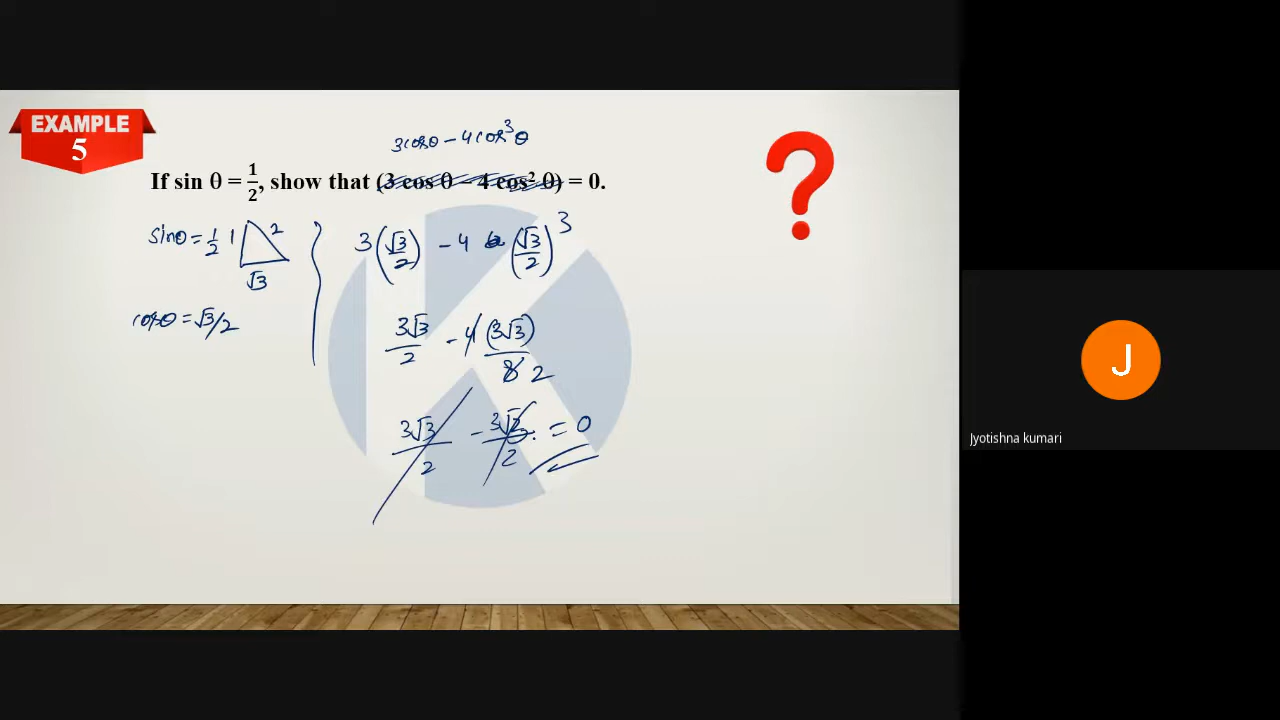 EXAMPLE
5
3cosθ - 4cos³θ
If sin θ = 1/2, show that (3 cos θ - 4 cos² θ) = 0.
sinθ = 1/2 1 2
√3
cosθ = √3/2
3(√3/2) - 4 (√3/2)³
3√3/2 - 4(3√3)/8 2
3√3/2 - 3√3/2 = 0
J
Jyotishna kumari